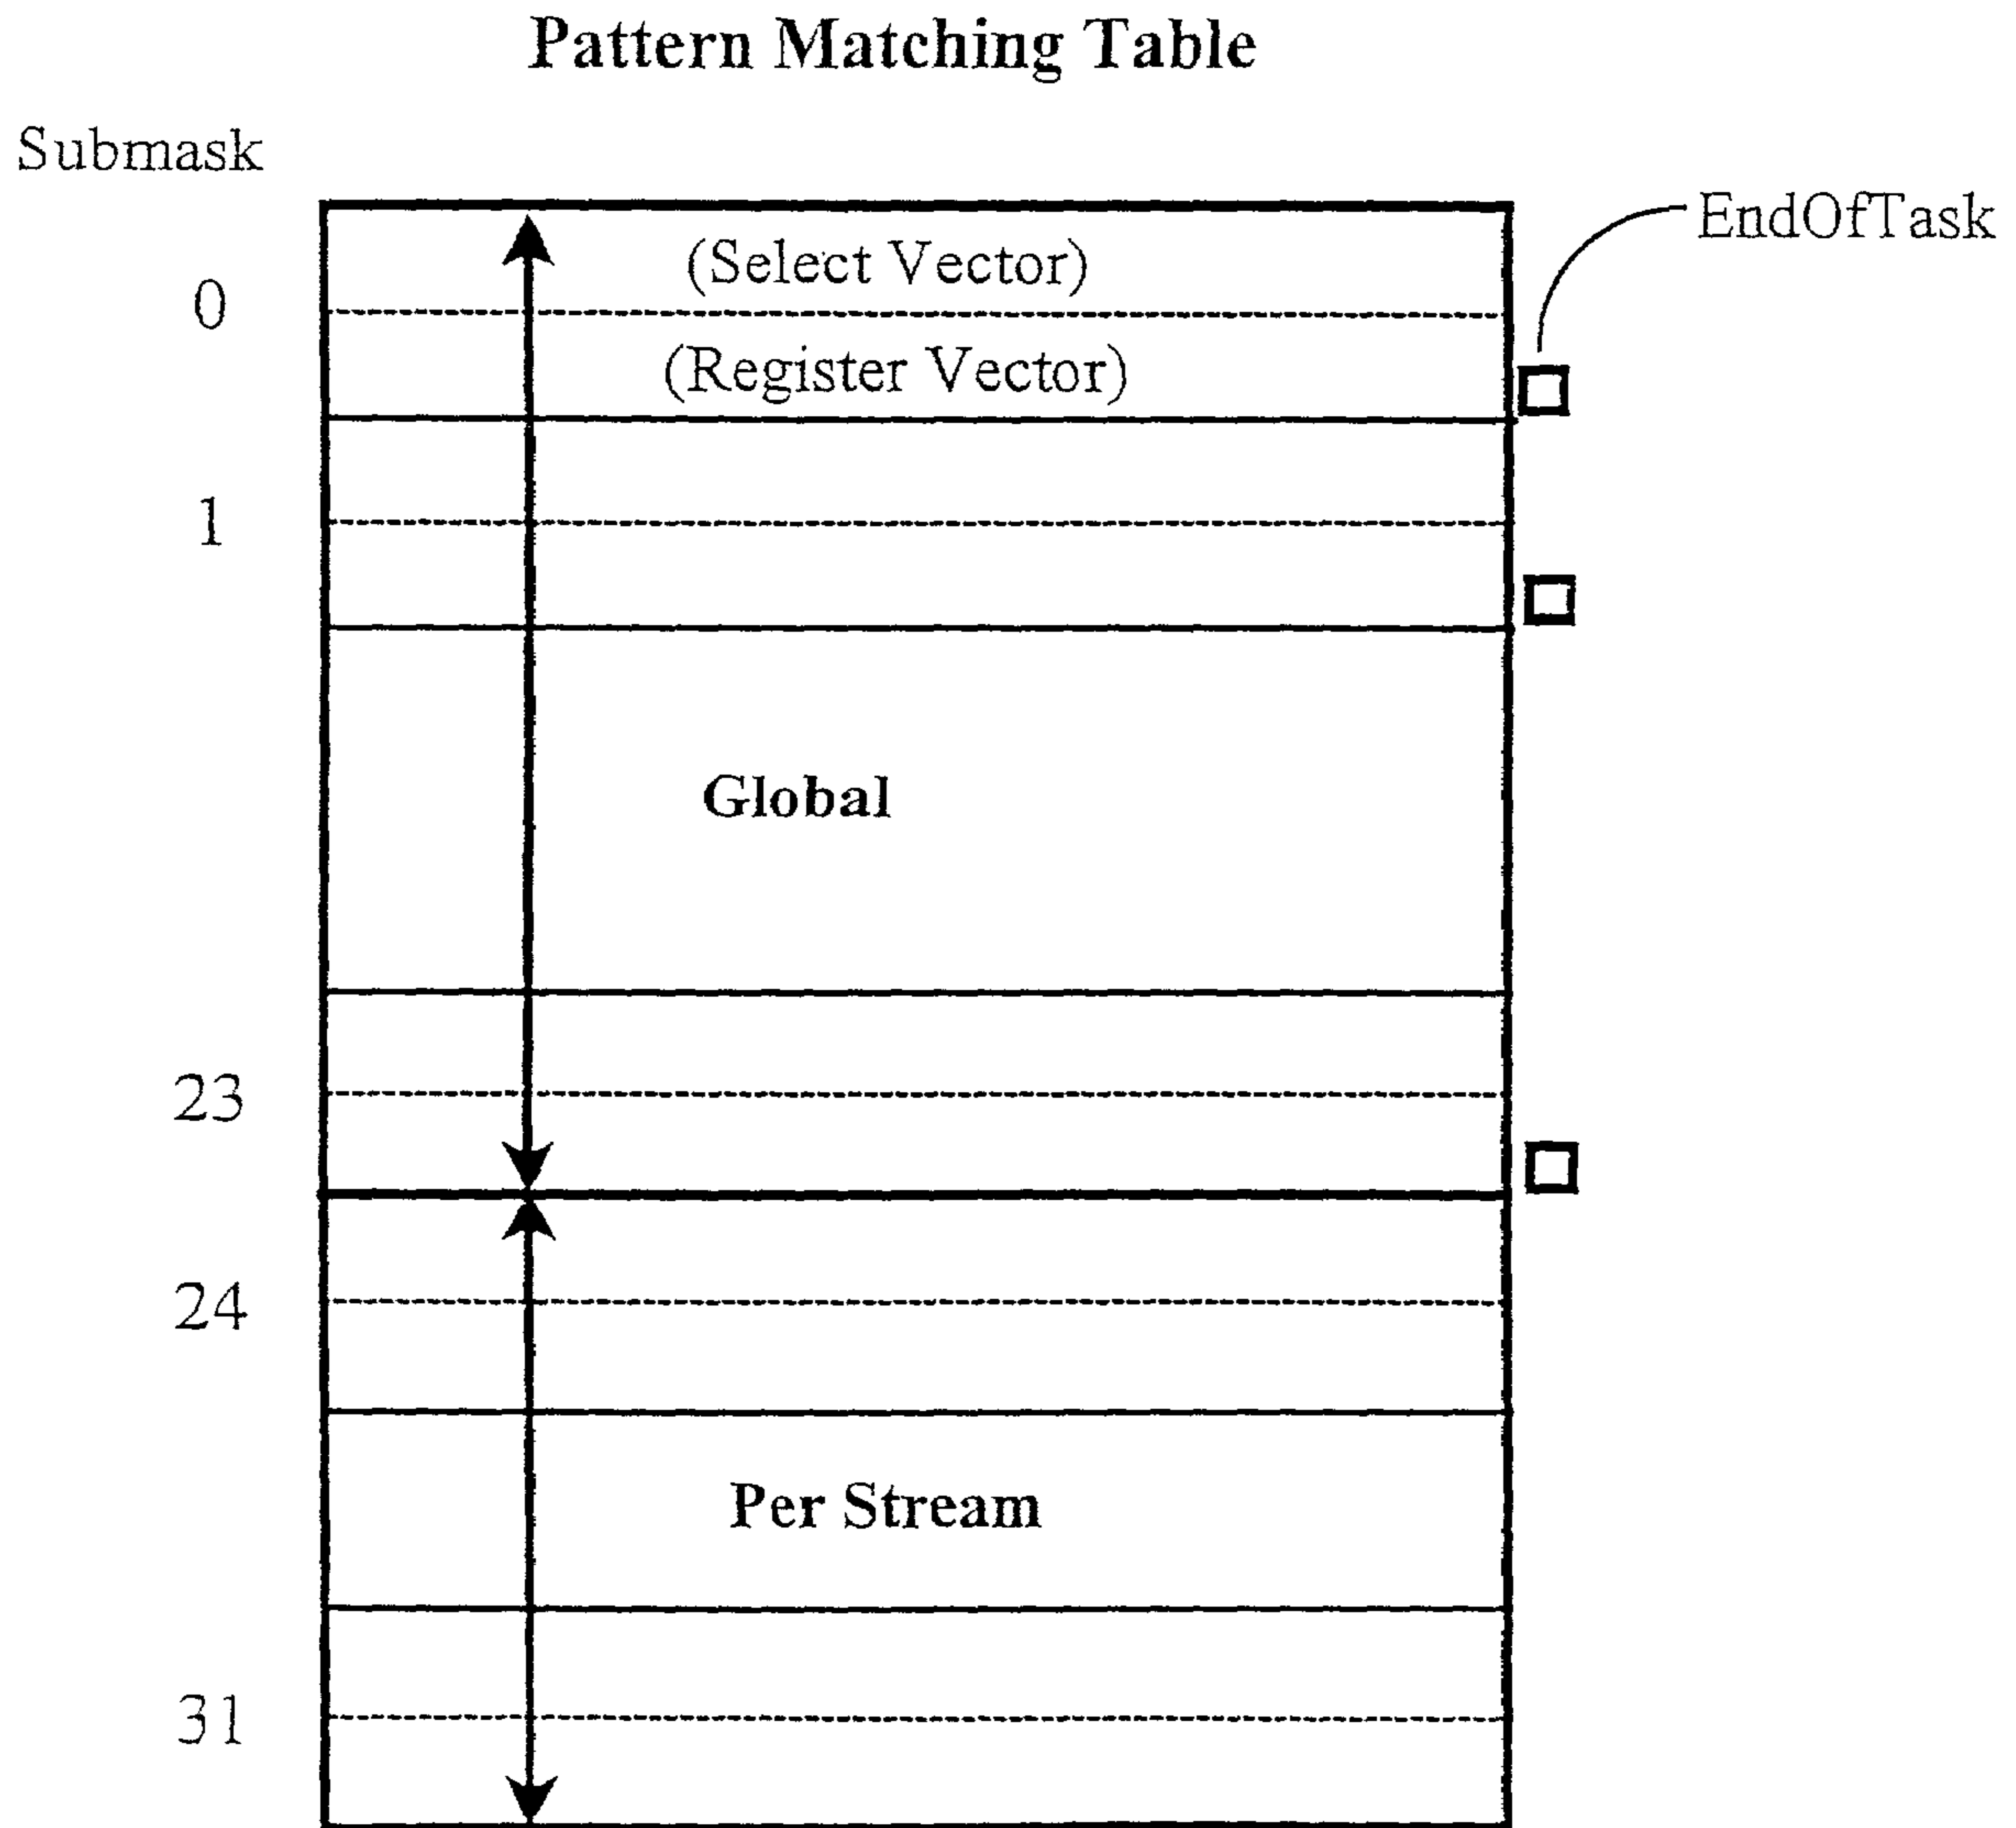 Pattern Matching Table
Submask
EndOfTask
(Select Vector)
0
(Register Vector)
1
Global
23
24
Per Stream
31